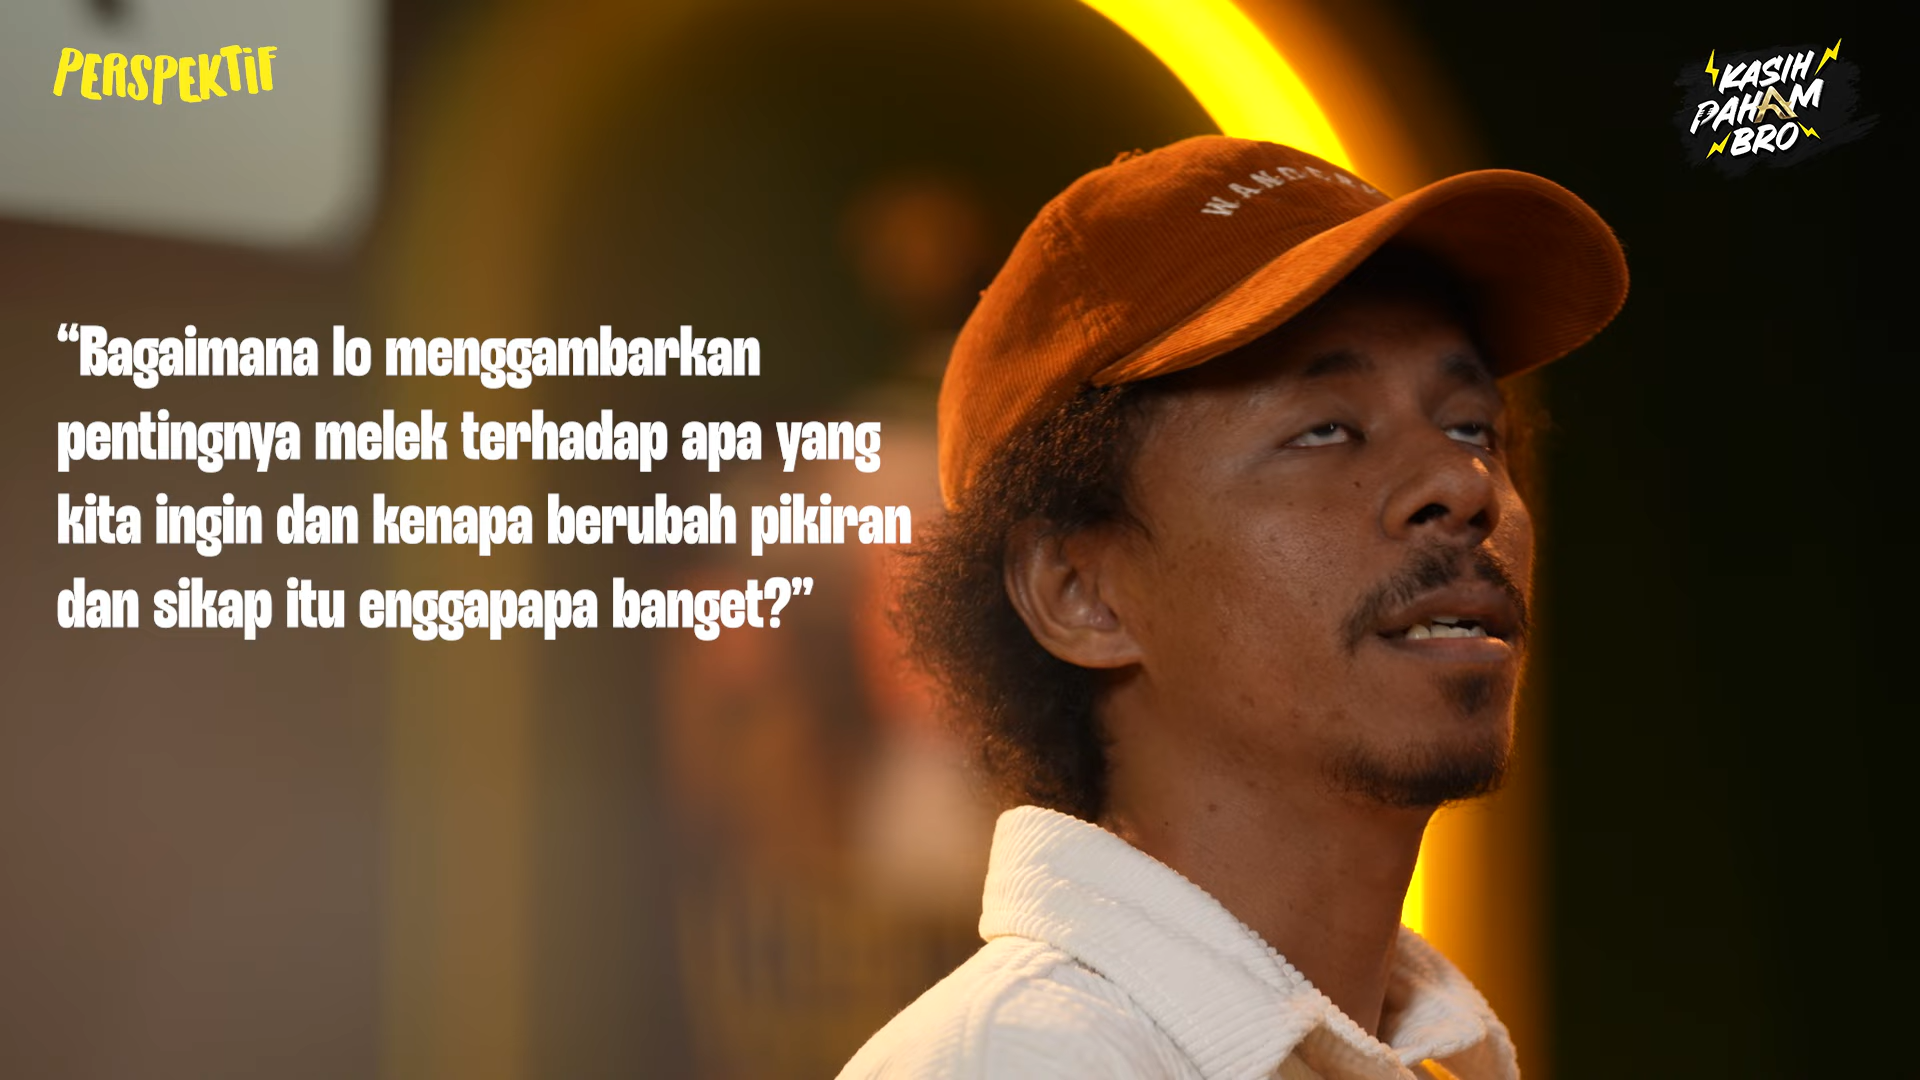 PERSPEKTIF
KASIH
PAHAM
BRO
“Bagaimana lo menggambarkan
pentingnya melek terhadap apa yang
kita ingin dan kenapa berubah pikiran
dan sikap itu enggapapa banget?”